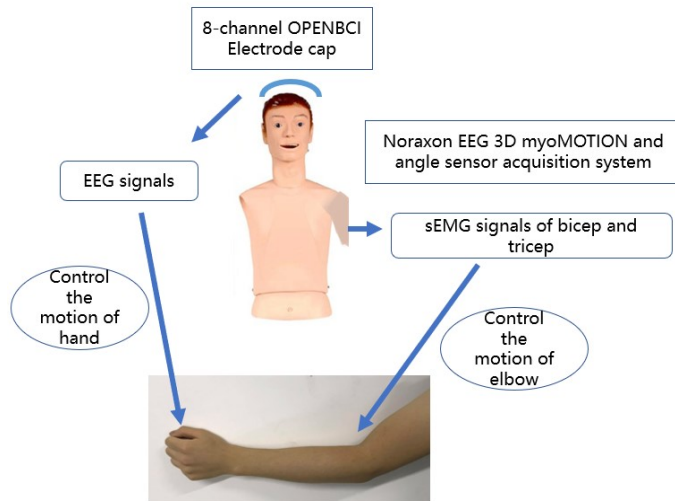 8-channel OPENBCI
Electrode cap
Noraxon EEG 3D myoMOTION and
angle sensor acquisition system
EEG signals
sEMG signals of bicep and
tricep
Control
the
motion of
hand
Control
the
motion of
elbow